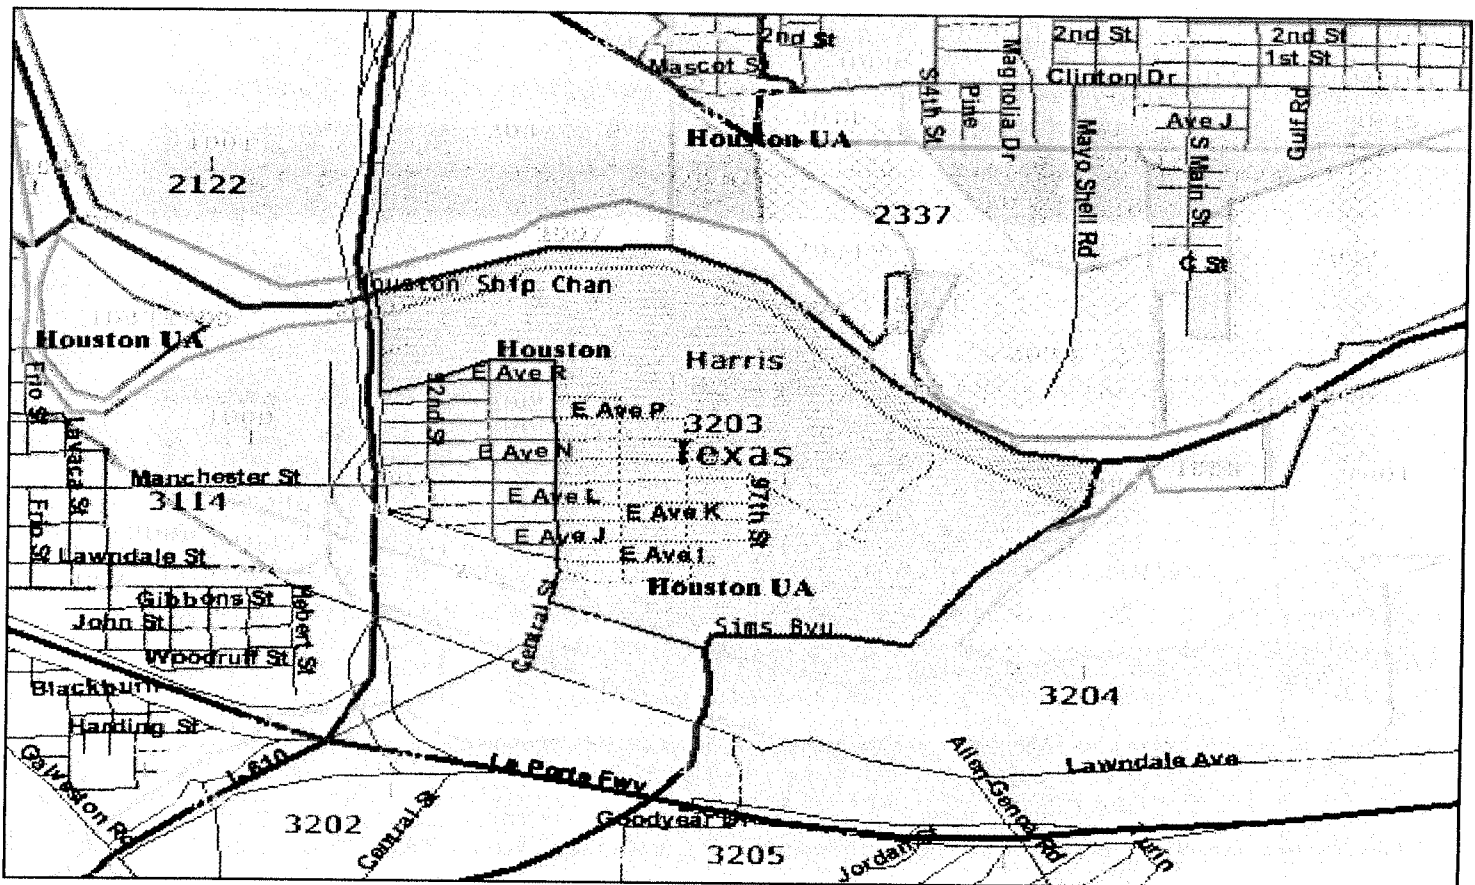 2nd St
2nd St
2nd St
1st St
Mascot St
Clinton Dr
S 4th St
Pine
Magnolia Dr
Mayo Shell Rd
Ave J
S Main St
Gulf Rd
Houston UA
2122
2337
G St
Houston Ship Chan
Houston UA
Houston
Harris
E Ave R
Frio St
92nd St
E Ave P
3203
Texas
Lavaca St
E Ave N
Manchester St
3114
E Ave L
97th St
Frio St
E Ave K
E Ave J
Lawndale St
E Ave I
Houston UA
Gibbons St
Hebert St
John St
Central St
Sims Byu
Woodruff St
Blackburn
3204
Harding St
Galveston Rd
I-610
La Porte Fwy
Allen Genoa Rd
Lawndale Ave
3202
Central St
Goodyear Dr
3205
Jordan St